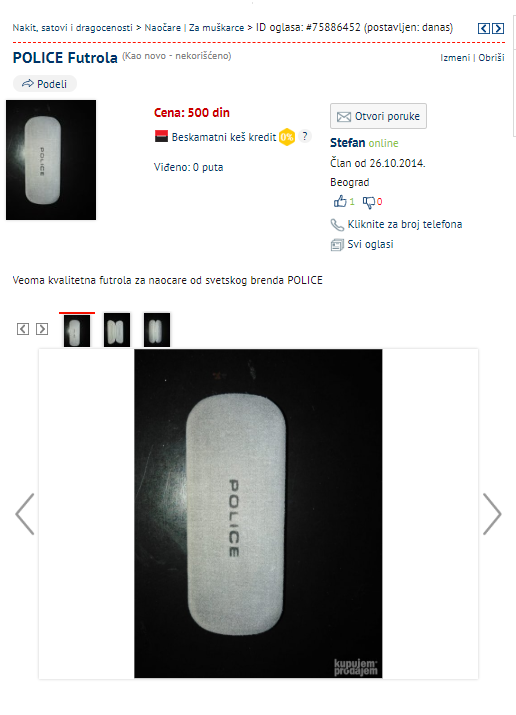 Nakit, satovi i dragocenosti > Naočare | Za muškarce > ID oglasa: #75886452 (postavljen: danas)
POLICE Futrola (Kao novo - nekorišćeno)
Izmeni | Obriši
Podeli
POLICE
Cena: 500 din
Beskamatni keš kredit 0% ?
Viđeno: 0 puta
Otvori poruke
Stefan online
Član od 26.10.2014.
Beograd
1 0
Kliknite za broj telefona
Svi oglasi
Veoma kvalitetna futrola za naocare od svetskog brenda POLICE
POLICE
kupujem
prodajem